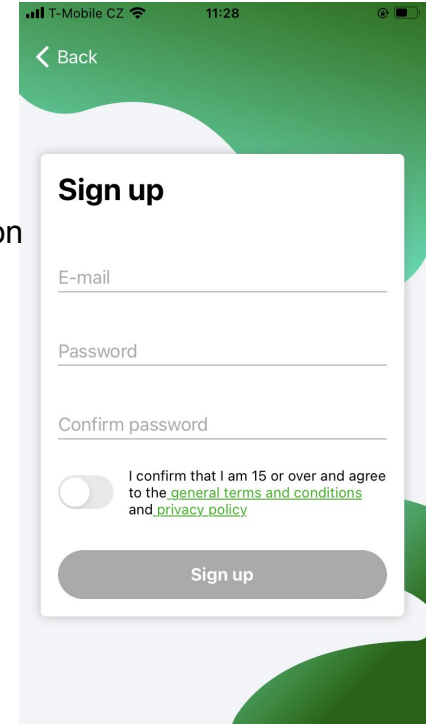 T-Mobile CZ 11:28
Back
Sign up
on
E-mail
Password
Confirm password
I confirm that I am 15 or over and agree
to the general terms and conditions
and privacy policy
Sign up